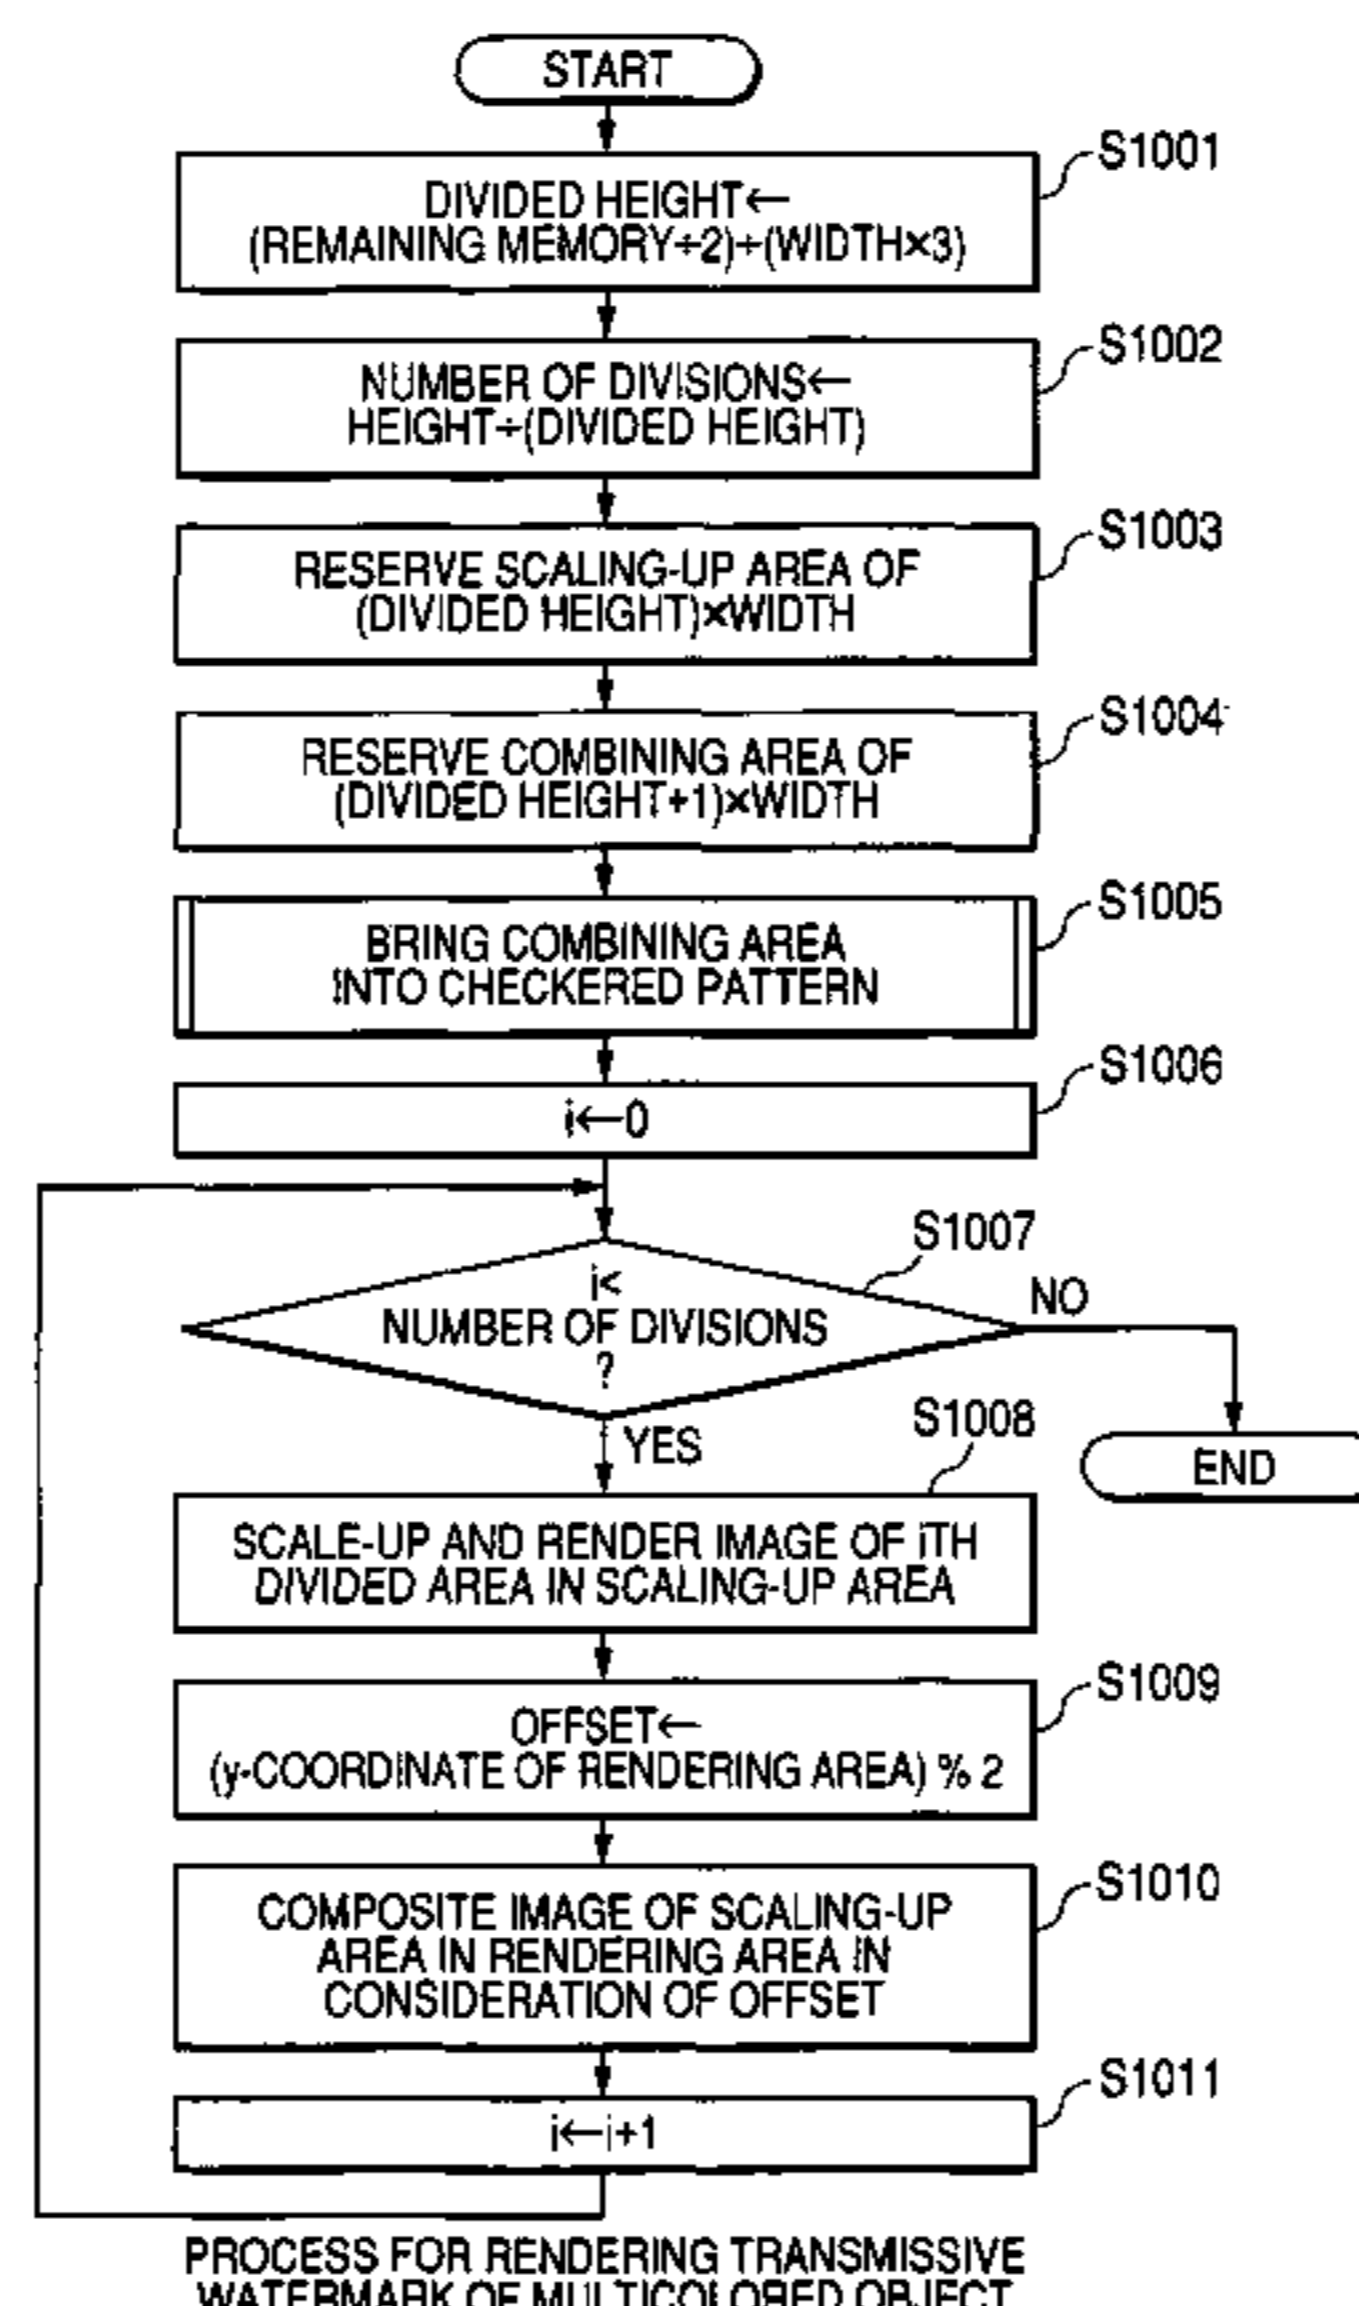 START
S1001
DIVIDED HEIGHT←
(REMAINING MEMORY÷2)÷(WIDTH×3)
S1002
NUMBER OF DIVISIONS←
HEIGHT÷(DIVIDED HEIGHT)
S1003
RESERVE SCALING-UP AREA OF
(DIVIDED HEIGHT)×WIDTH
S1004
RESERVE COMBINING AREA OF
(DIVIDED HEIGHT+1)×WIDTH
S1005
BRING COMBINING AREA
INTO CHECKERED PATTERN
S1006
i←0
S1007
i<
NUMBER OF DIVISIONS
?
NO
YES
END
S1008
SCALE-UP AND RENDER IMAGE OF iTH
DIVIDED AREA IN SCALING-UP AREA
S1009
OFFSET←
(y-COORDINATE OF RENDERING AREA) % 2
S1010
COMPOSITE IMAGE OF SCALING-UP
AREA IN RENDERING AREA IN
CONSIDERATION OF OFFSET
S1011
i←i+1
PROCESS FOR RENDERING TRANSMISSIVE
WATERMARK OF MULTICOLORED OBJECT